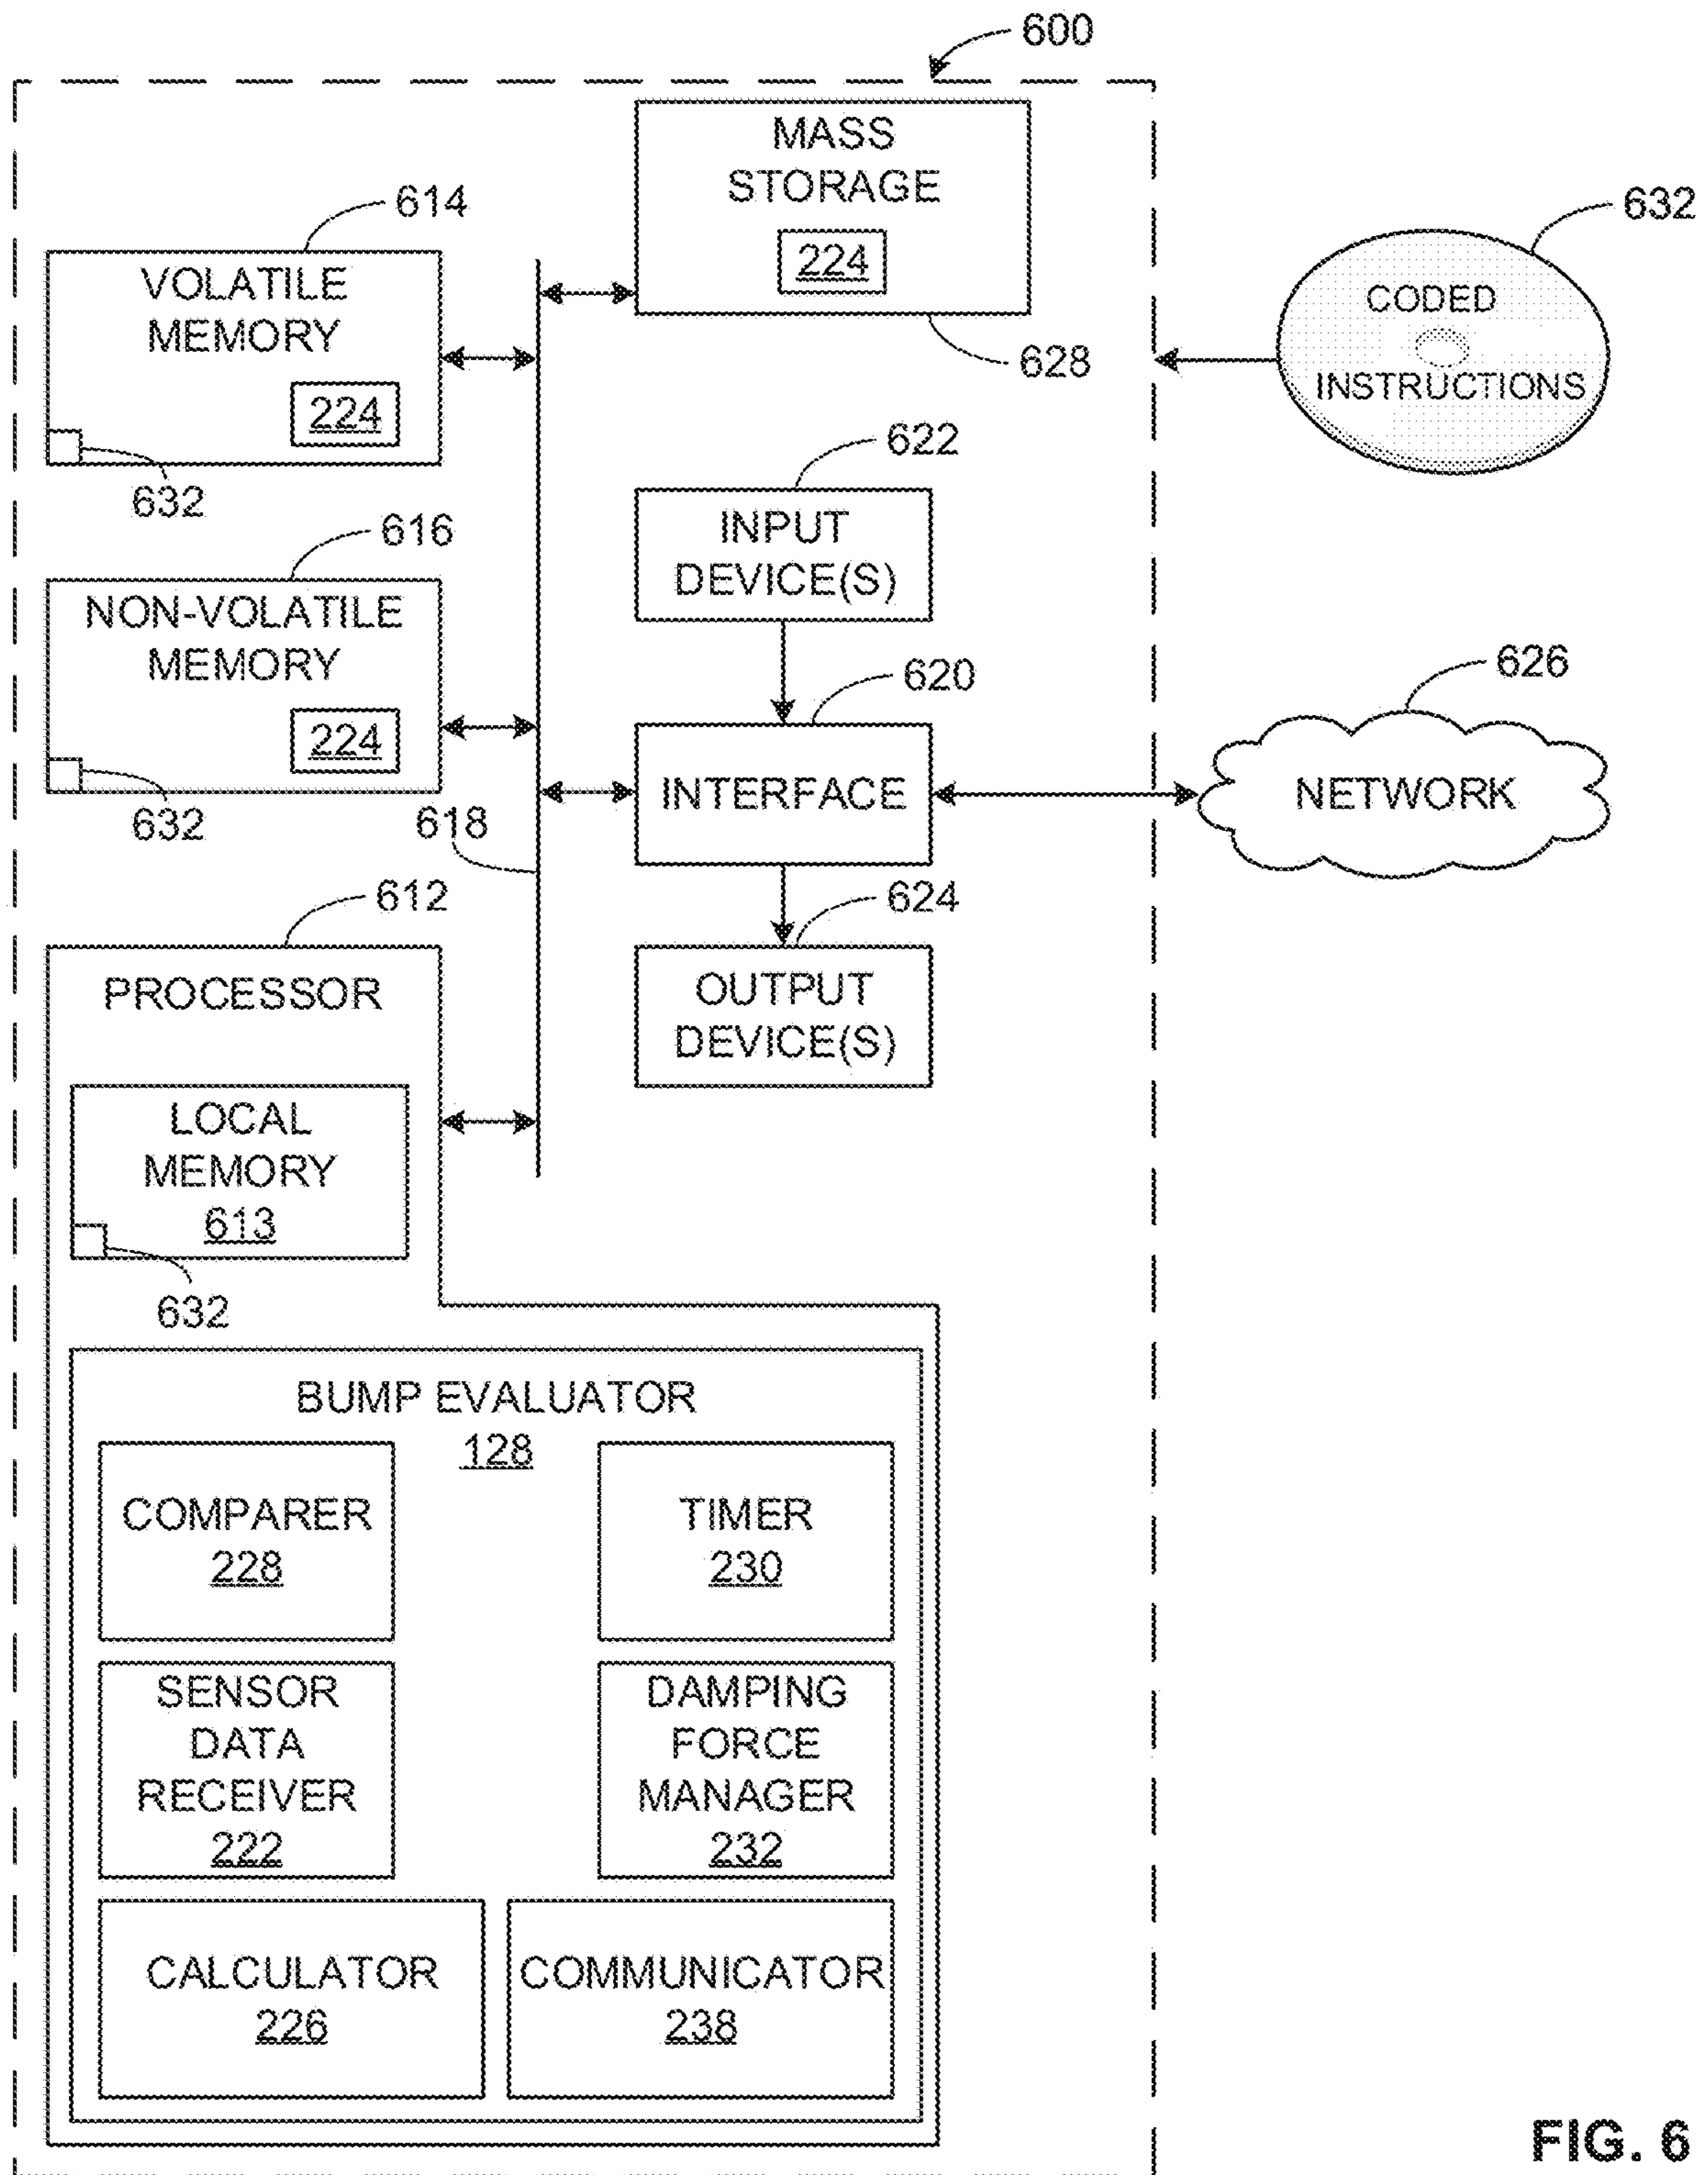 600
MASS
STORAGE
224
628
614
VOLATILE
MEMORY
224
632
632
CODED
INSTRUCTIONS
622
INPUT
DEVICE(S)
616
NON-VOLATILE
MEMORY
224
632
618
620
INTERFACE
626
NETWORK
624
OUTPUT
DEVICE(S)
612
PROCESSOR
LOCAL
MEMORY
613
632
BUMP EVALUATOR
128
COMPARER
228
TIMER
230
SENSOR
DATA
RECEIVER
222
DAMPING
FORCE
MANAGER
232
CALCULATOR
226
COMMUNICATOR
238
FIG. 6